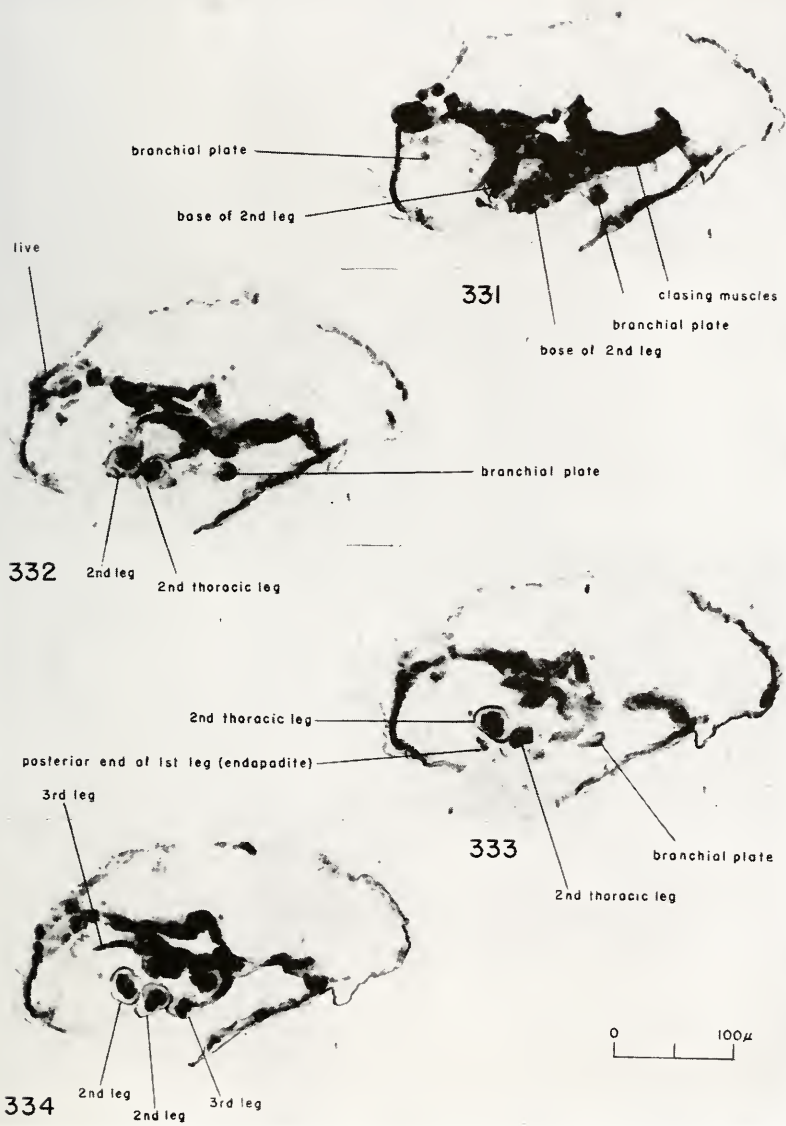 branchial plate
base of 2nd leg
331
clasing muscles
branchial plate
base of 2nd leg
live
branchial plate
332
2nd leg
2nd thoracic leg
2nd thoracic leg
posterior end of 1st leg (endapadite)
333
branchial plate
2nd thoracic leg
3rd leg
334
2nd leg
2nd leg
3rd leg
0 100µ